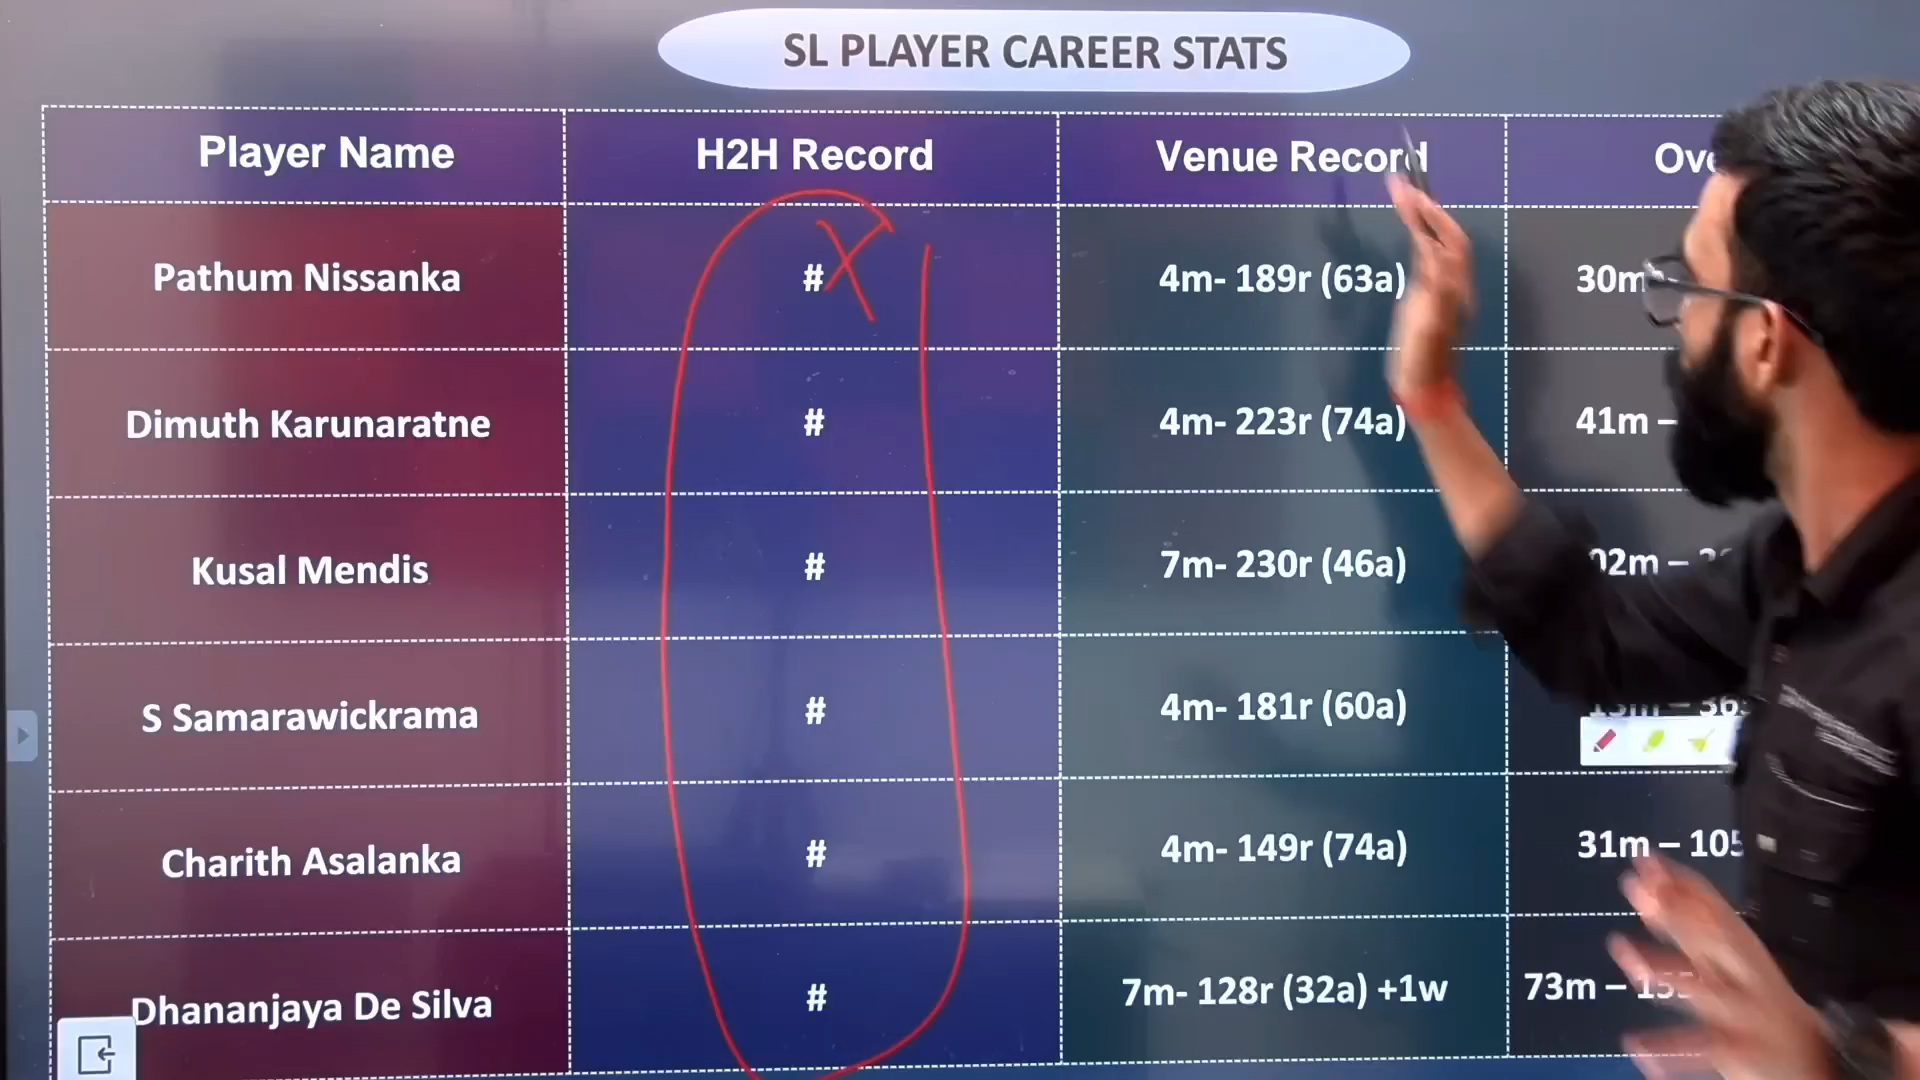 SL PLAYER CAREER STATS
Player Name H2H Record Venue Record
Pathum Nissanka # 4m- 189r (63a) 30m
Dimuth Karunaratne # 4m- 223r (74a) 41m –
Kusal Mendis # 7m- 230r (46a)
S Samarawickrama # 4m- 181r (60a)
Charith Asalanka # 4m- 149r (74a) 31m – 105
Dhananjaya De Silva # 7m- 128r (32a) +1w 73m –